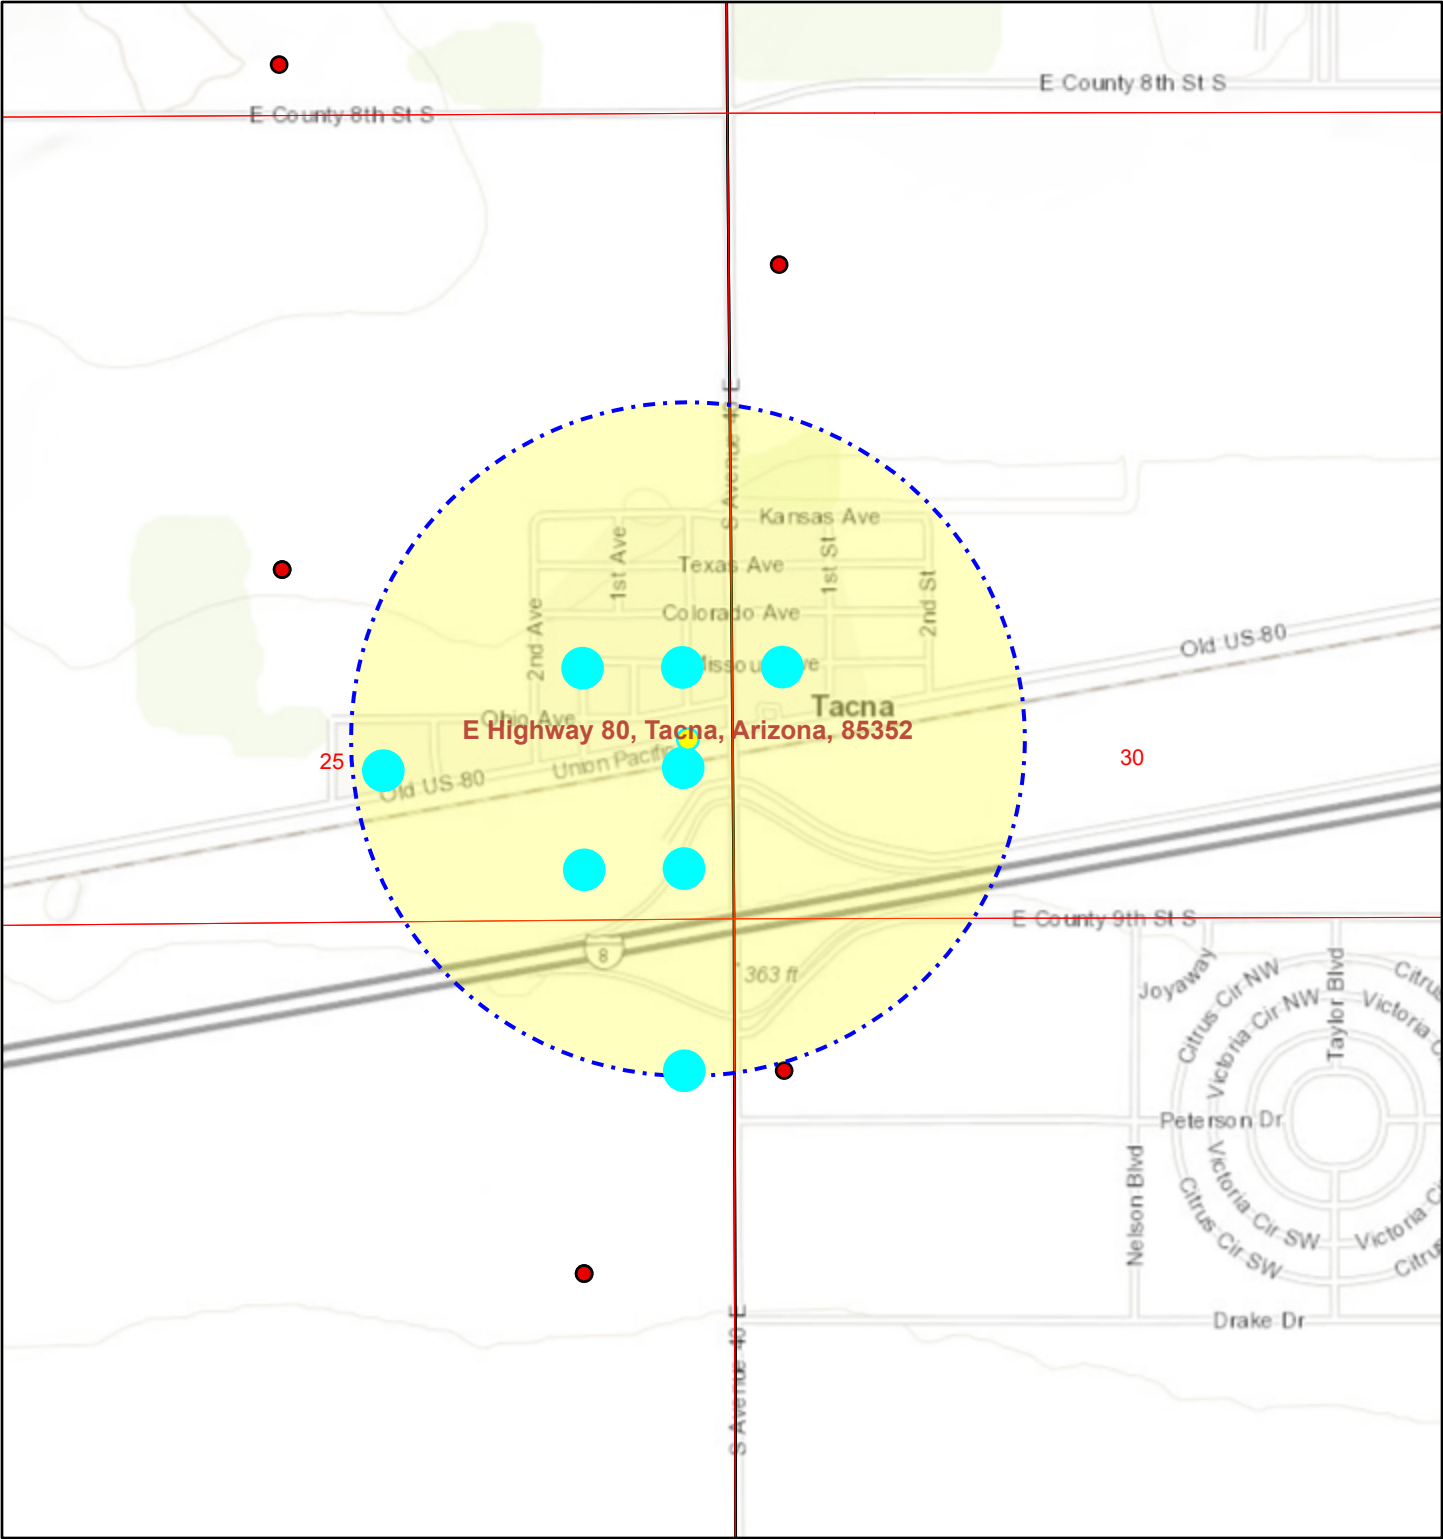 E County 8th St S
E County 8th St S
S Avenue 40 E
Kansas Ave
1st Ave
Texas Ave
1st St
2nd St
Colorado Ave
2nd Ave
Old US-80
Tacna
Ohio Ave
E Highway 80, Tacna, Arizona, 85352
25
Union Pacific
30
Old US-80
E County 9th St S
8
363 ft
Joyaway
Citrus Cir NW
Victoria Cir NW
Taylor Blvd
Citrus
Victoria C
Peterson Dr
Nelson Blvd
Victoria Cir SW
Citrus Cir SW
Victoria C
Citrus
Drake Dr
S Avenue 40 E